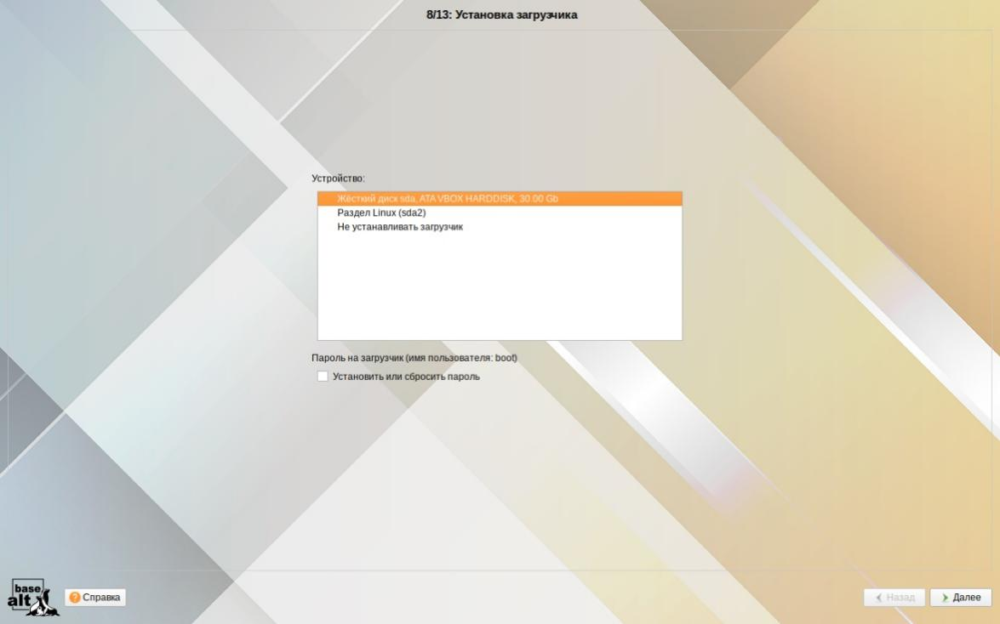 8/13: Установка загрузчика
Устройство:
Жёсткий диск sda, ATA VBOX HARDDISK, 30.00 Gb
Раздел Linux (sda2)
Не устанавливать загрузчик
Пароль на загрузчик (имя пользователя: boot)
Установить или сбросить пароль
base
alt
Справка
Назад
Далее